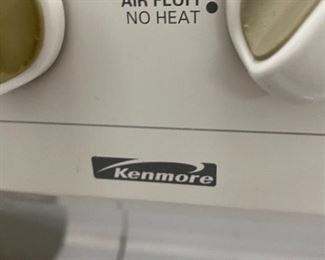 AIR FLUFF
NO HEAT
Kenmore